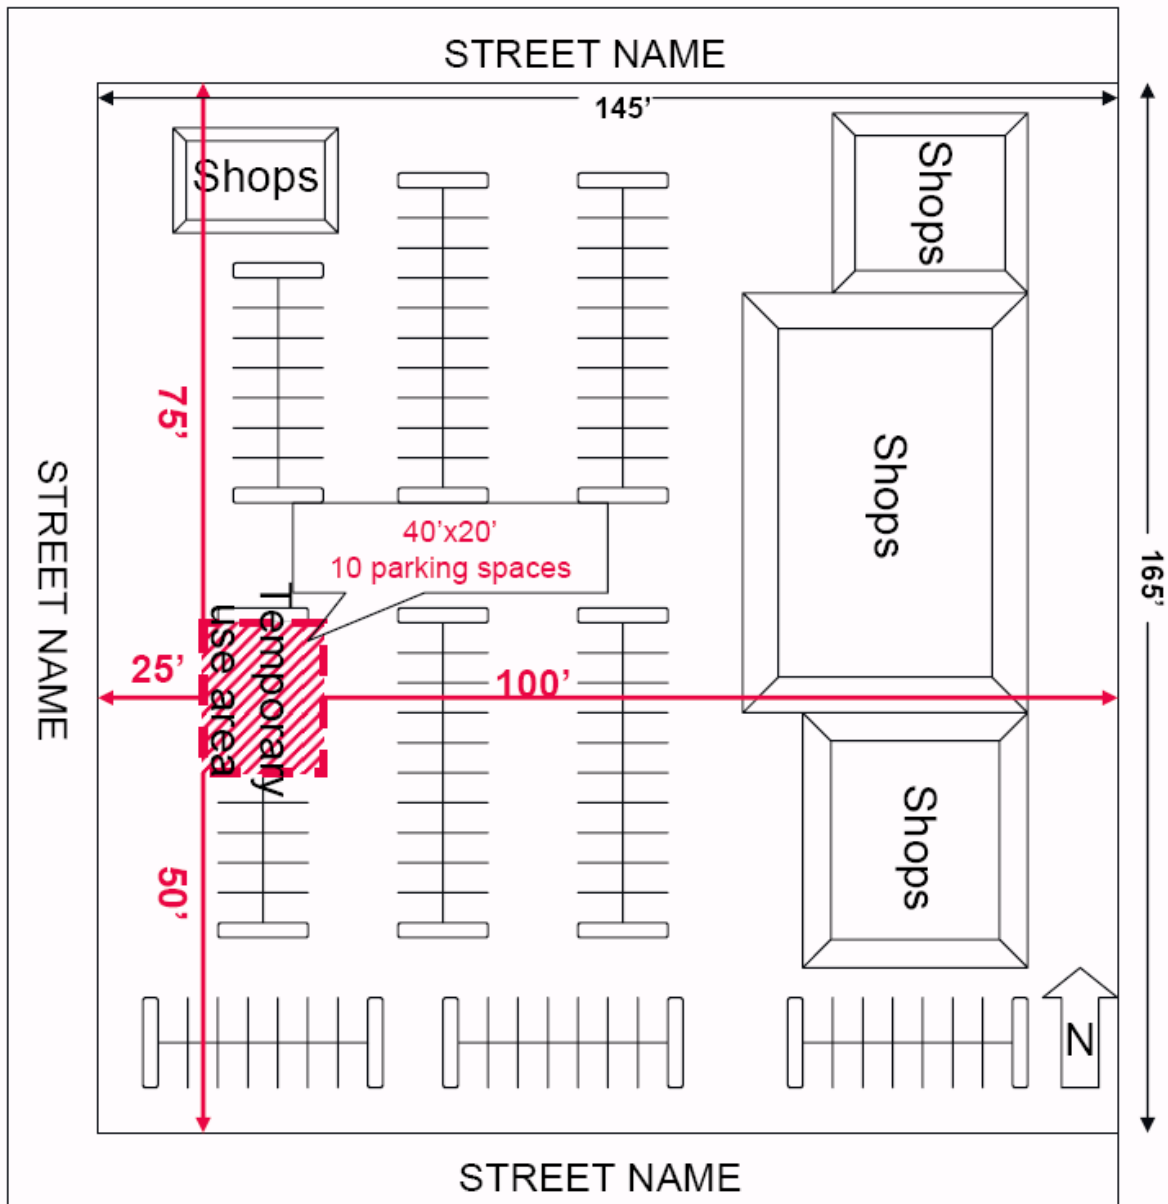 STREET NAME
145’
Shops
Shops
75’
Shops
STREET NAME
40’x20’
10 parking spaces
165’
Temporary
use area
25’
100’
50’
Shops
N
STREET NAME